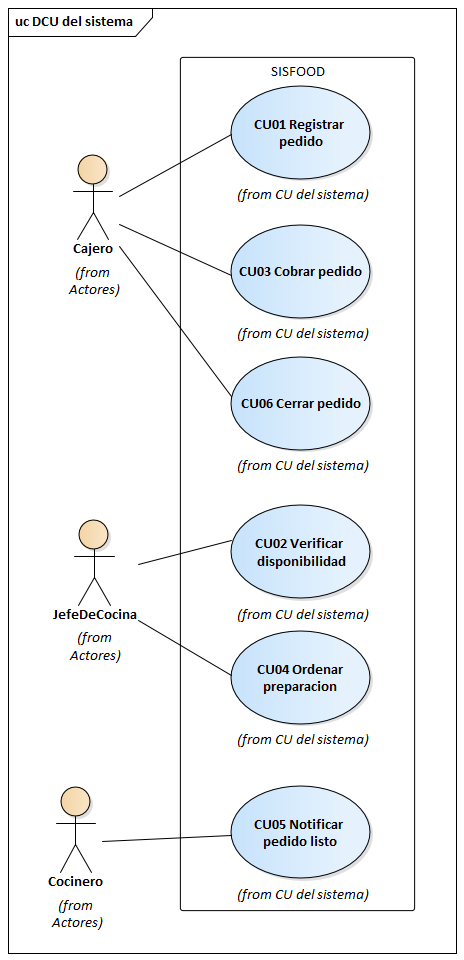 uc DCU del sistema
SISFOOD
CU01 Registrar
pedido
(from CU del sistema)
Cajero
(from
Actores)
CU03 Cobrar pedido
(from CU del sistema)
CU06 Cerrar pedido
(from CU del sistema)
CU02 Verificar
disponibilidad
(from CU del sistema)
JefeDeCocina
(from
Actores)
CU04 Ordenar
preparacion
(from CU del sistema)
CU05 Notificar
pedido listo
(from CU del sistema)
Cocinero
(from
Actores)